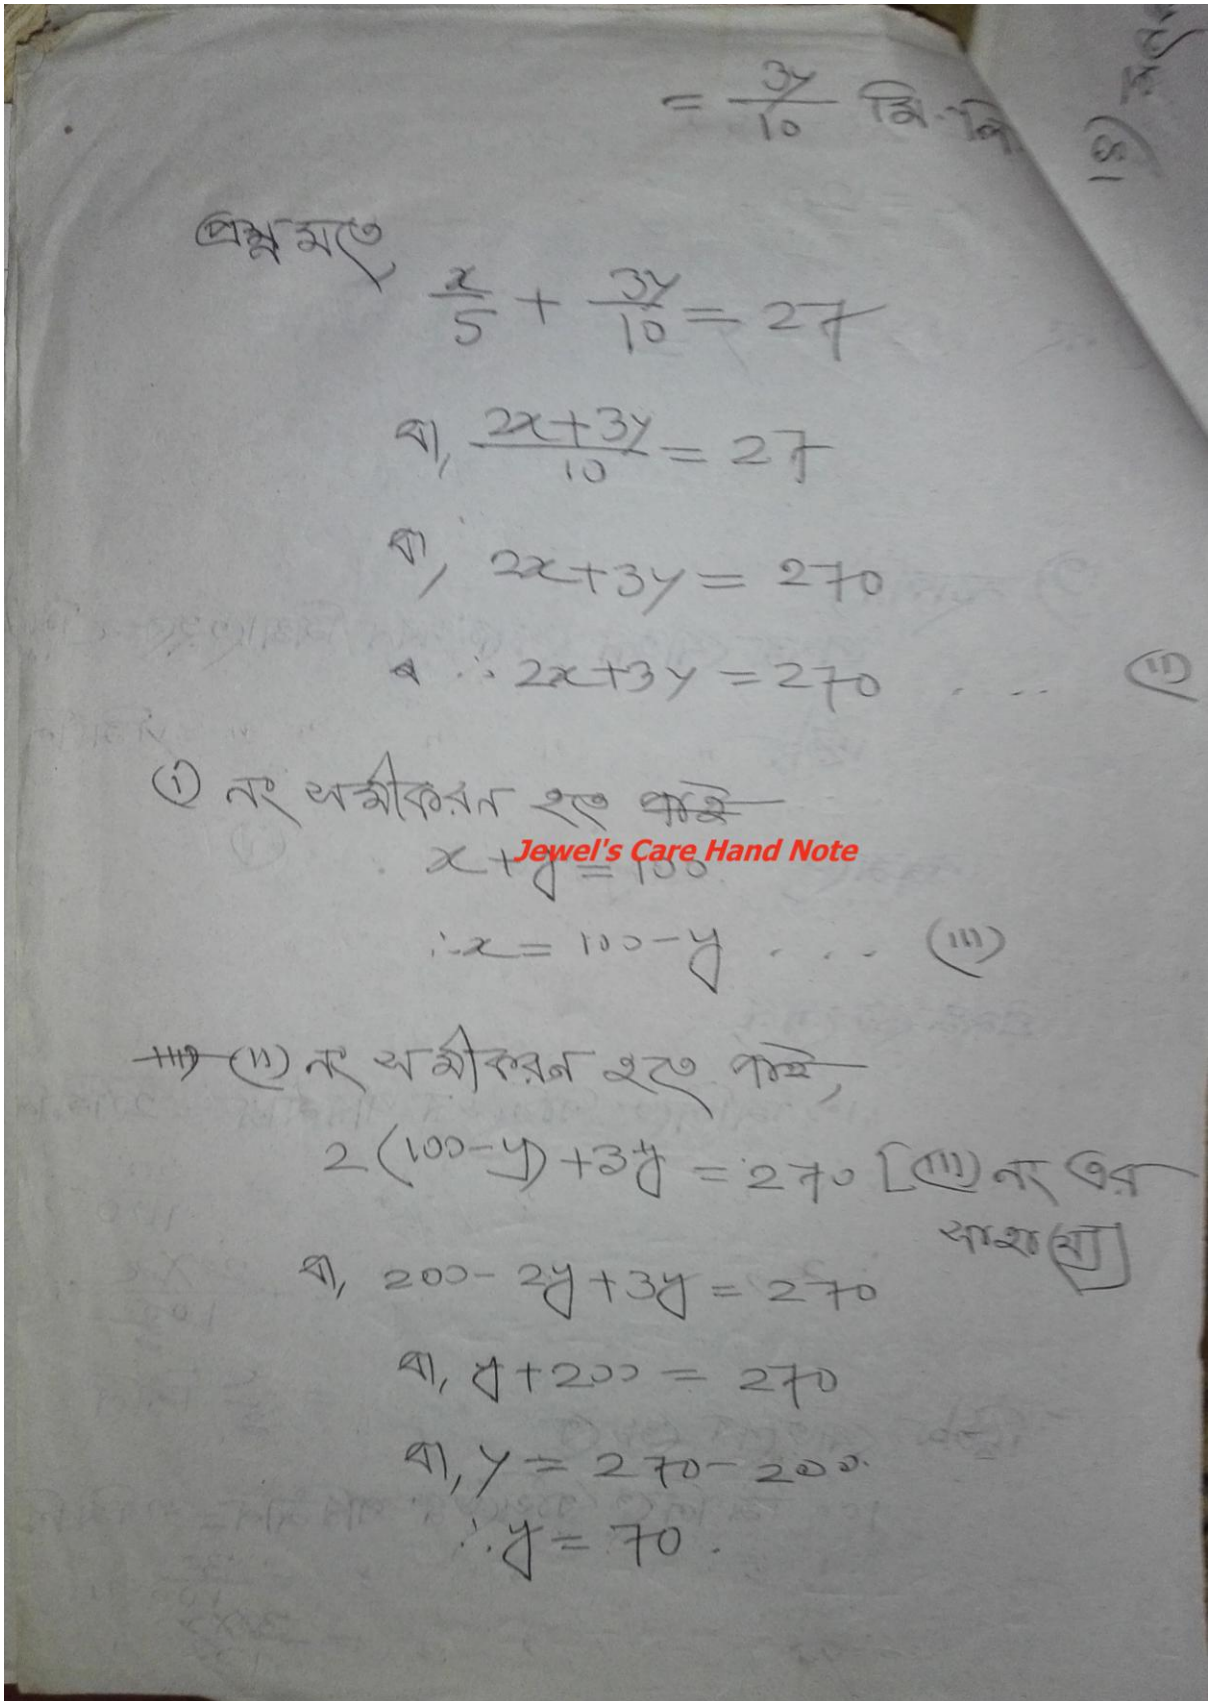 = 3y/10 মি.লি.
প্রশ্নমতে,
x/5 + 3y/10 = 27
বা, (2x+3y)/10 = 27
বা, 2x+3y = 270
∴ 2x+3y = 270 .... (ii)
(i) নং সমীকরন হতে পাই
Jewel's Care Hand Note
x+y = 100
∴x = 100-y .... (iii)
(ii) নং সমীকরন হতে পাই,
2(100-y)+3y = 270 [(iii) নং এর
সাহায্যে]
বা, 200-2y+3y = 270
বা, y+200 = 270
বা, y = 270-200
∴y = 70.